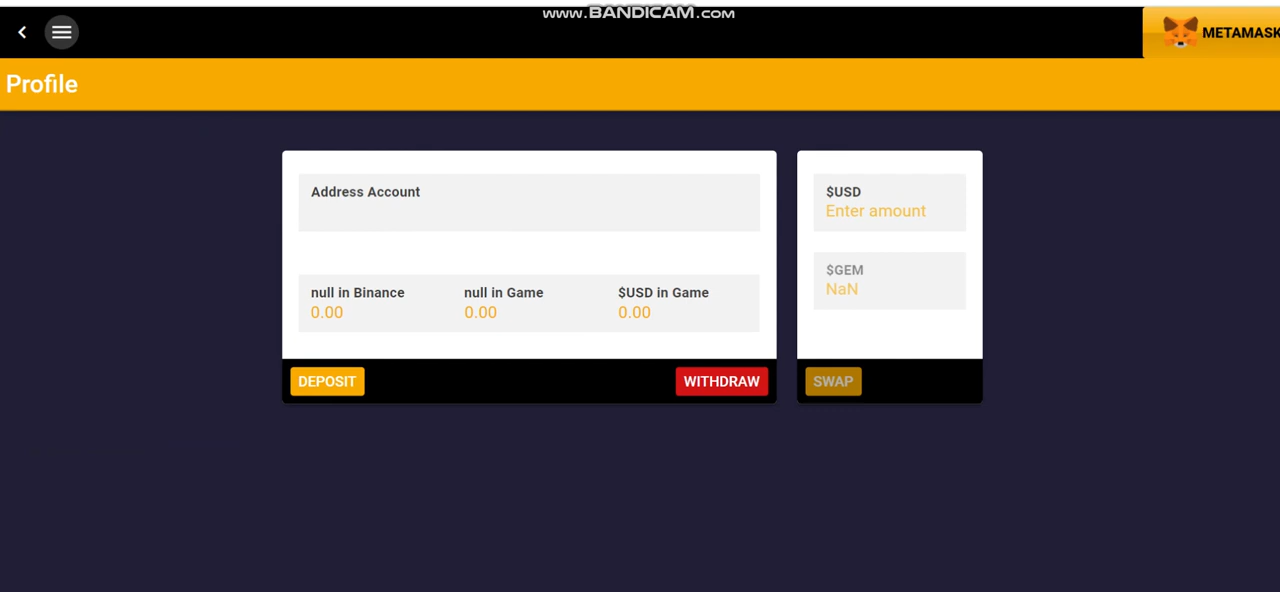 www.BANDICAM.com
METAMASK
Profile
Address Account
null in Binance null in Game $USD in Game
0.00 0.00 0.00
DEPOSIT WITHDRAW
$USD
Enter amount
$GEM
NaN
SWAP